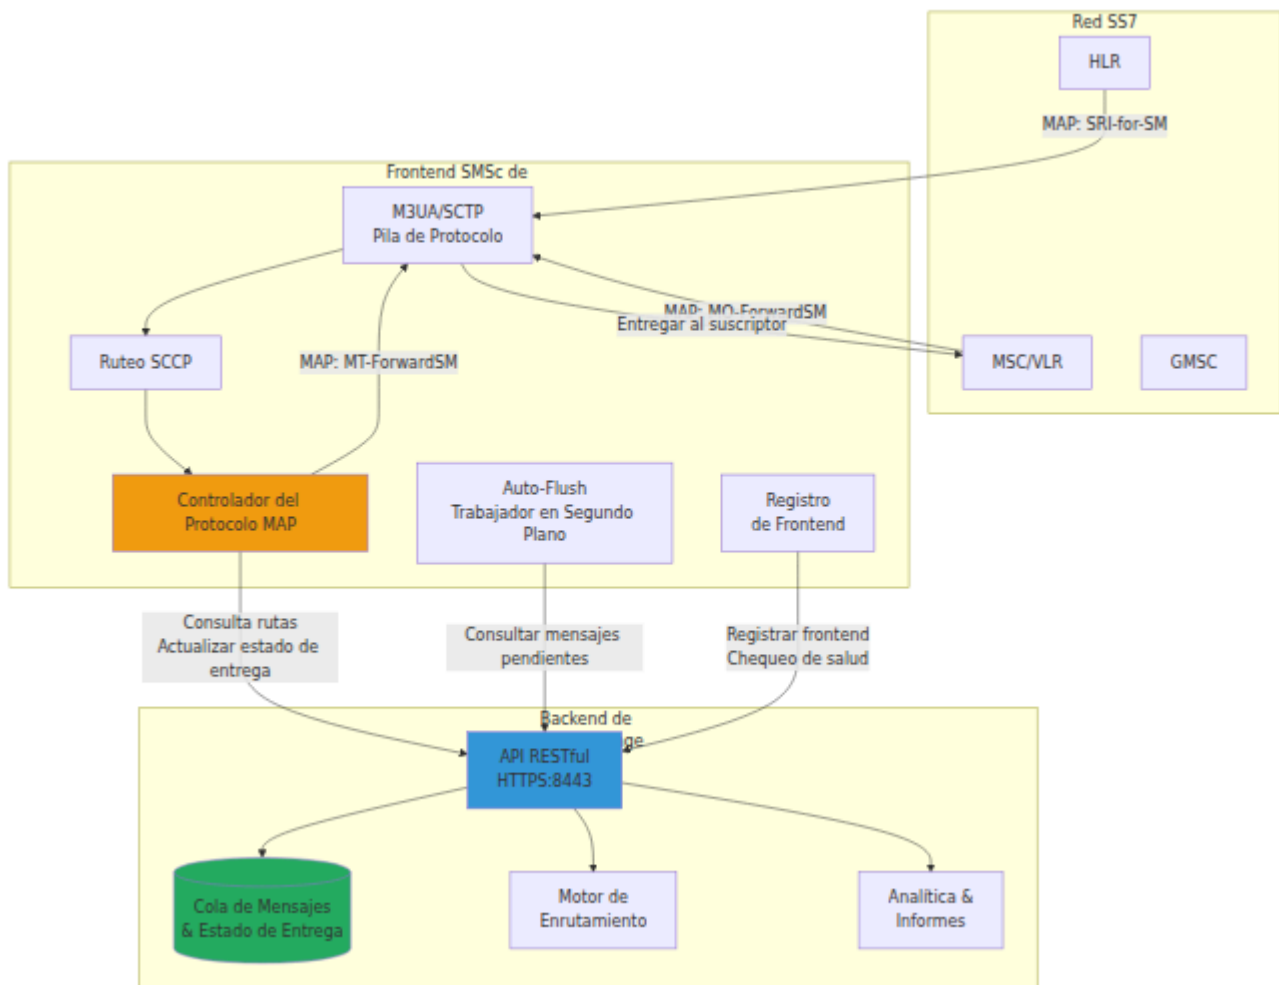 Red SS7
HLR
MAP: SRI-for-SM
Frontend SMSc de
M3UA/SCTP
Pila de Protocolo
MAP: MO-ForwardSM
Entregar al suscriptor
Ruteo SCCP
MAP: MT-ForwardSM
MSC/VLR
GMSC
Controlador del
Protocolo MAP
Auto-Flush
Trabajador en Segundo
Plano
Registro
de Frontend
Consulta rutas
Actualizar estado de
entrega
Consultar mensajes
pendientes
Registrar frontend
Chequeo de salud
Backend de
API RESTful
HTTPS:8443
Cola de Mensajes
& Estado de Entrega
Motor de
Enrutamiento
Analítica &
Informes